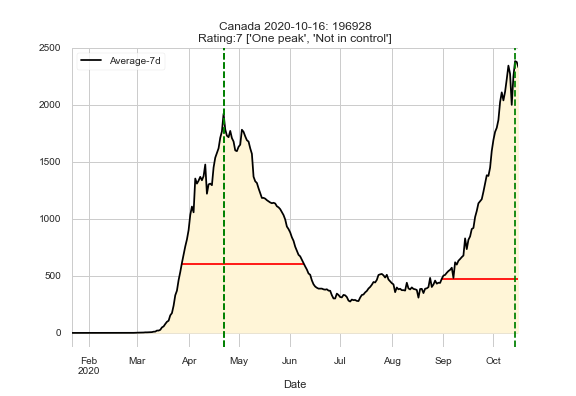 Canada 2020-10-16: 196928
Rating:7 ['One peak', 'Not in control']
Average-7d
2500
2000
1500
1000
500
0
Feb Mar Apr May Jun Jul Aug Sep Oct
2020
Date